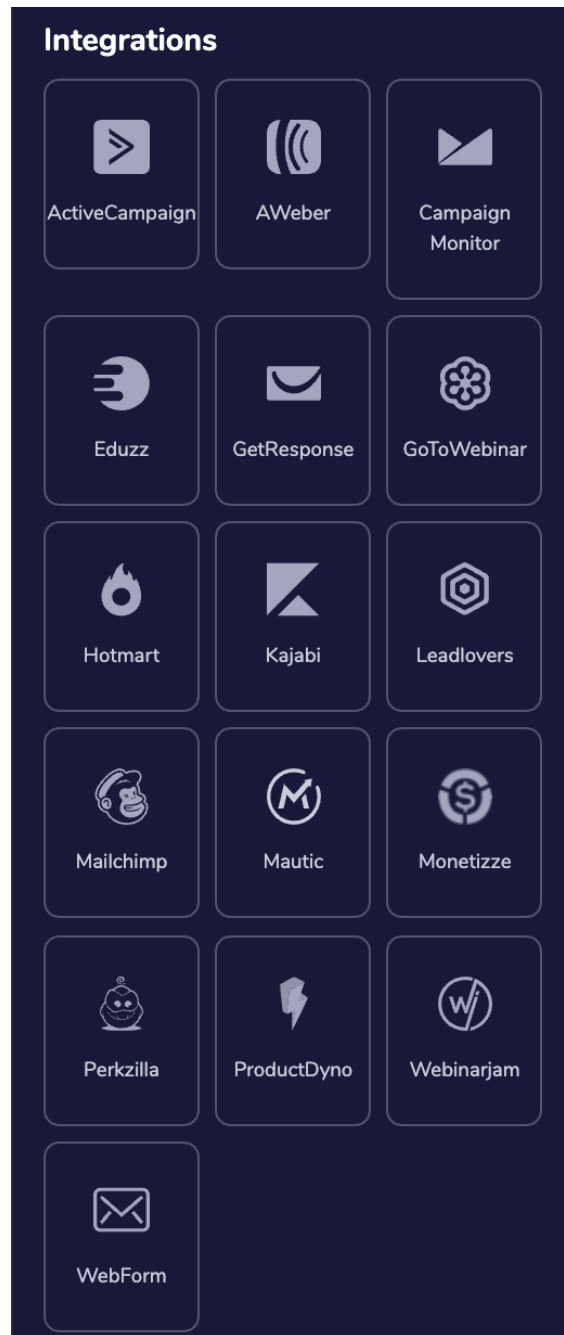 Integrations
ActiveCampaign
AWeber
Campaign
Monitor
Eduzz
GetResponse
GoToWebinar
Hotmart
Kajabi
Leadlovers
Mailchimp
Mautic
Monetizze
Perkzilla
ProductDyno
Webinarjam
WebForm